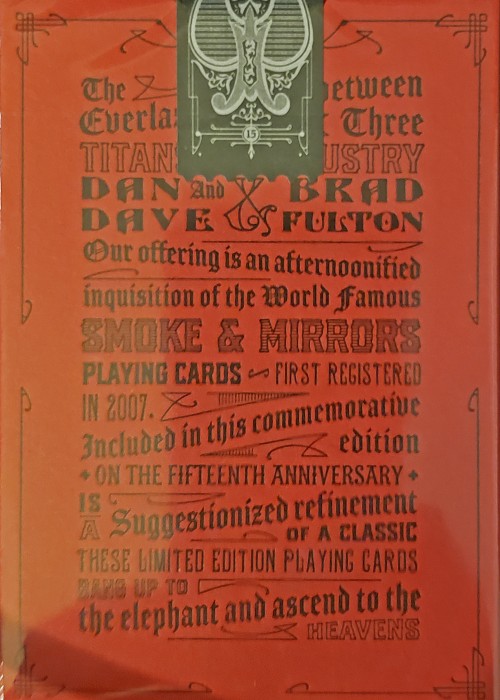 The between
Everla Three
TITANS USTRY
DAN And BRAD
DAVE & FULTON
Our offering is an afternoonified
inquisition of the World Famous
SMOKE & MIRRORS
PLAYING CARDS ~ FIRST REGISTERED
IN 2007.
Included in this commemorative
edition
ON THE FIFTEENTH ANNIVERSARY
IS
A Suggestionized refinement
OF A CLASSIC
THESE LIMITED EDITION PLAYING CARDS
BANG UP TO
the elephant and ascend to the
HEAVENS
15